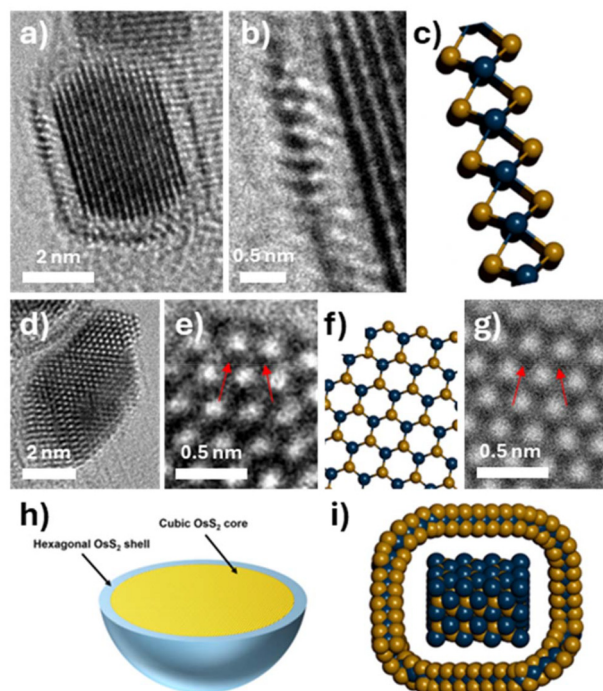 a)
b)
c)
2 nm
0.5 nm
d)
e)
f)
g)
2 nm
0.5 nm
0.5 nm
h)
i)
Cubic OsS₂ core
Hexagonal OsS₂ shell